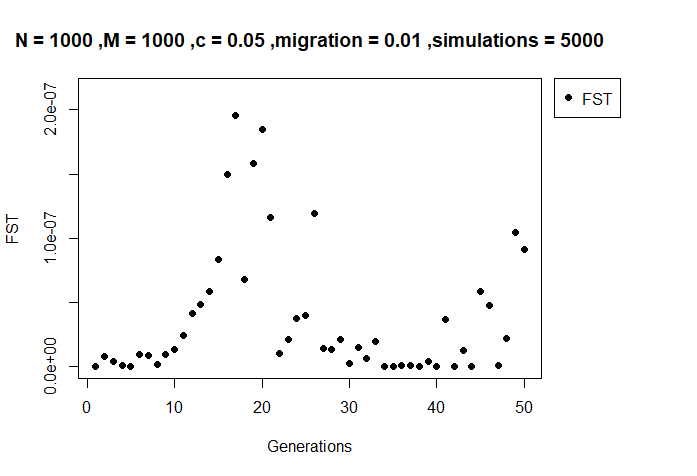 N = 1000 ,M = 1000 ,c = 0.05 ,migration = 0.01 ,simulations = 5000
FST
2.0e-07
1.0e-07
0.0e+00
FST
0 10 20 30 40 50
Generations